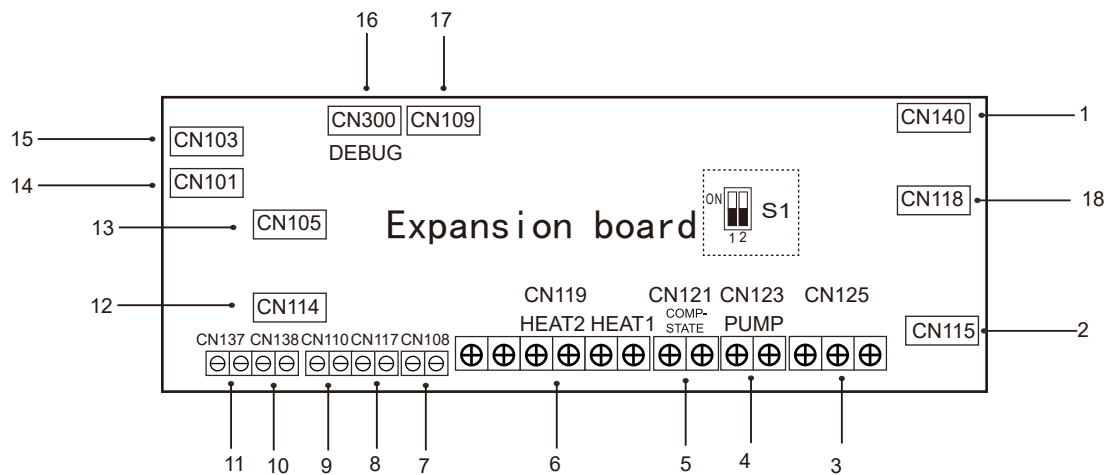 16 17
15 CN103 CN300 CN109 CN140 1
DEBUG
14 CN101
13 CN105 Expansion board ON S1 CN118 18
1 2
12 CN114 CN119 CN121 CN123 CN125
HEAT2 HEAT1 COMP-
STATE PUMP CN115 2
CN137 CN138 CN110 CN117 CN108
11 10 9 8 7 6 5 4 3